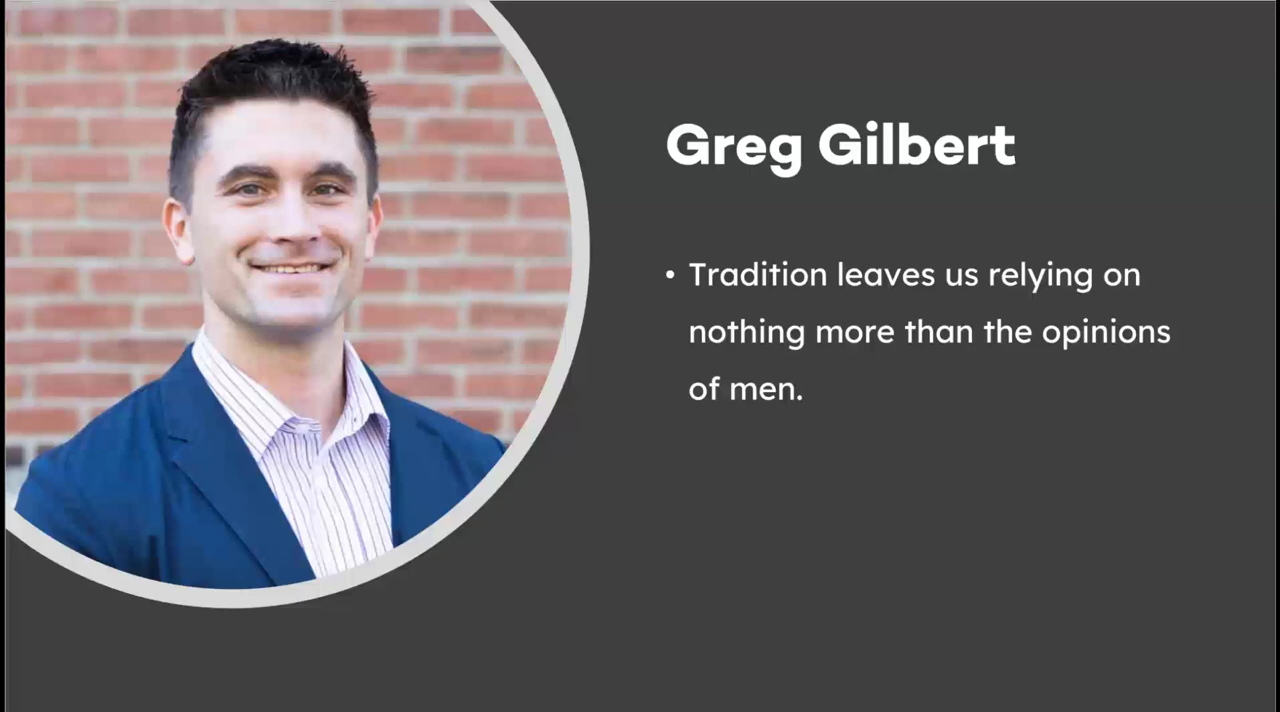 Greg Gilbert
• Tradition leaves us relying on
nothing more than the opinions
of men.